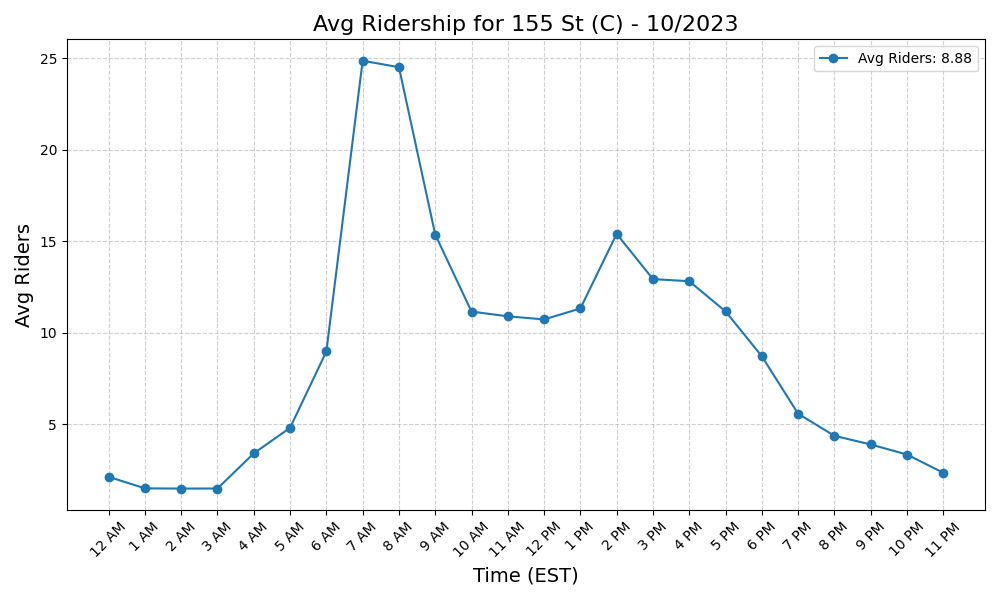 Avg Ridership for 155 St (C) - 10/2023
Avg Riders: 8.88
Avg Riders
25
20
15
10
5
12 AM
1 AM
2 AM
3 AM
4 AM
5 AM
6 AM
7 AM
8 AM
9 AM
10 AM
11 AM
12 PM
1 PM
2 PM
3 PM
4 PM
5 PM
6 PM
7 PM
8 PM
9 PM
10 PM
11 PM
Time (EST)